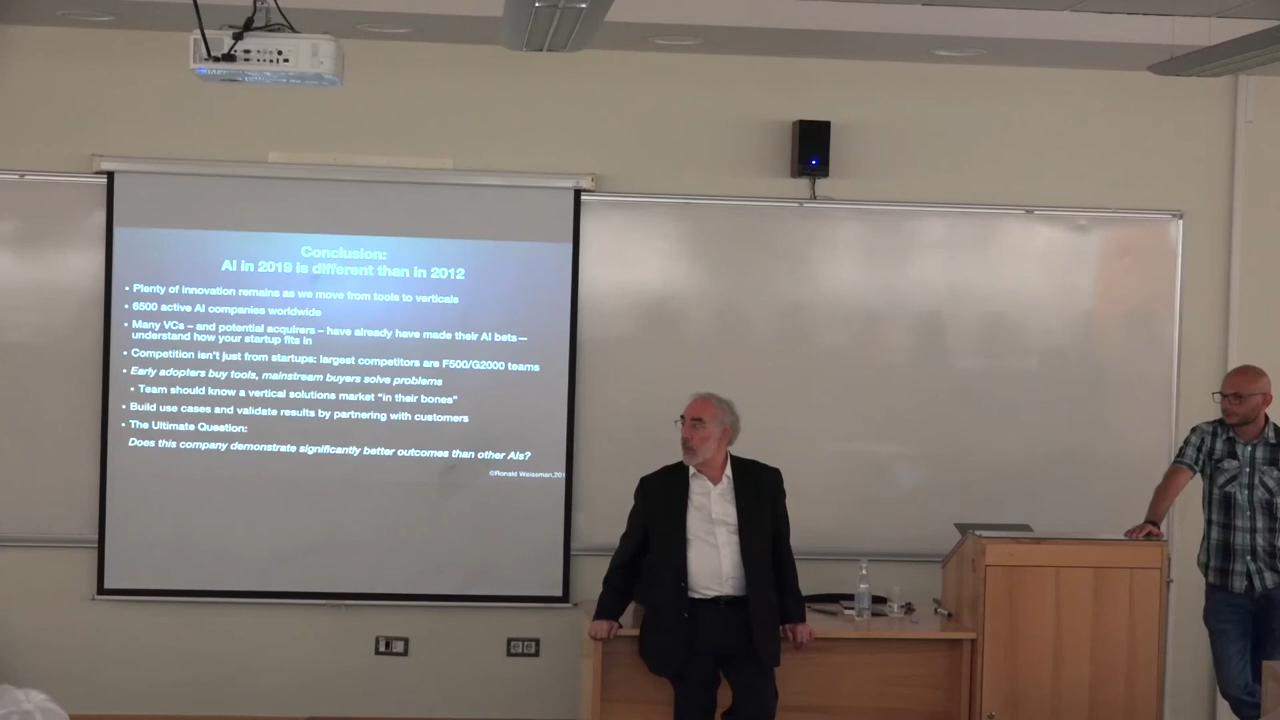 Conclusion:
AI in 2019 is different than in 2012
• Plenty of innovation remains as we move from tools to verticals
• 6500 active AI companies worldwide
• Many VCs – and potential acquirers – have already have made their AI bets—
understand how your startup fits in
• Competition isn't just from startups: largest competitors are F500/G2000 teams
• Early adopters buy tools, mainstream buyers solve problems
• Team should know a vertical solutions market "in their bones"
• Build use cases and validate results by partnering with customers
• The Ultimate Question:
Does this company demonstrate significantly better outcomes than other AIs?
©Ronald Weissman,201